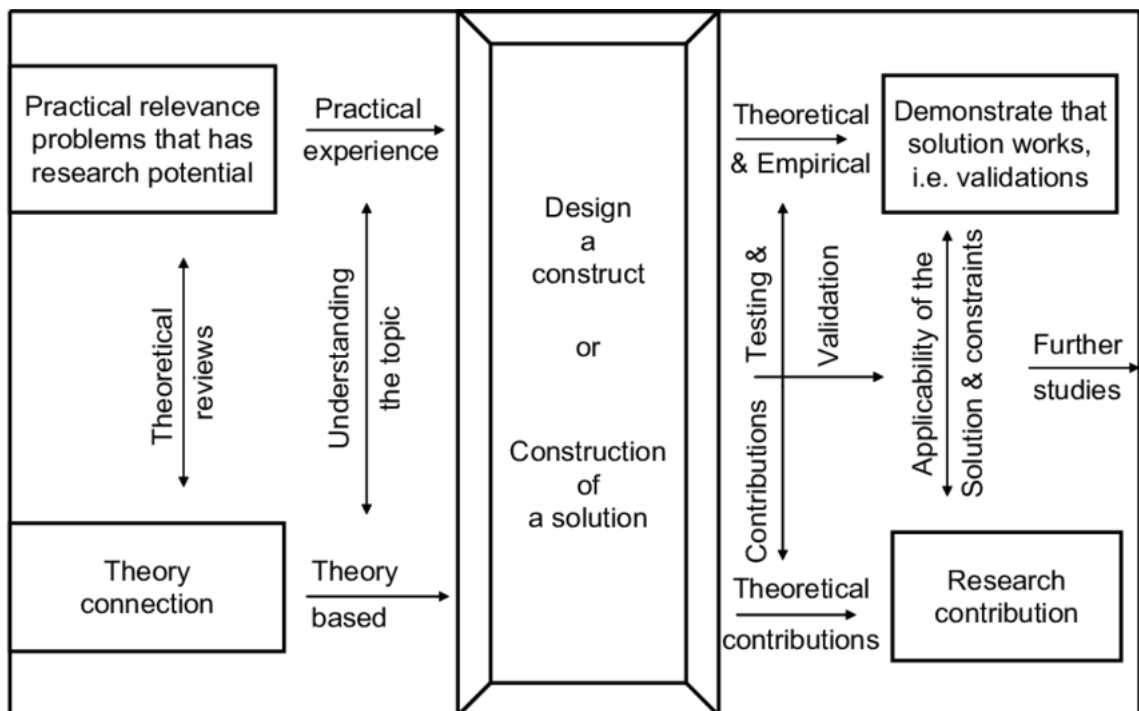 Practical relevance
problems that has
research potential
Practical
experience
Theoretical
reviews
Understanding
the topic
Theory
connection
Theory
based
Design
a
construct
or
Construction
of
a solution
Theoretical
& Empirical
Testing &
Validation
Contributions
Theoretical
contributions
Demonstrate that
solution works,
i.e. validations
Applicability of the
Solution & constraints
Further
studies
Research
contribution